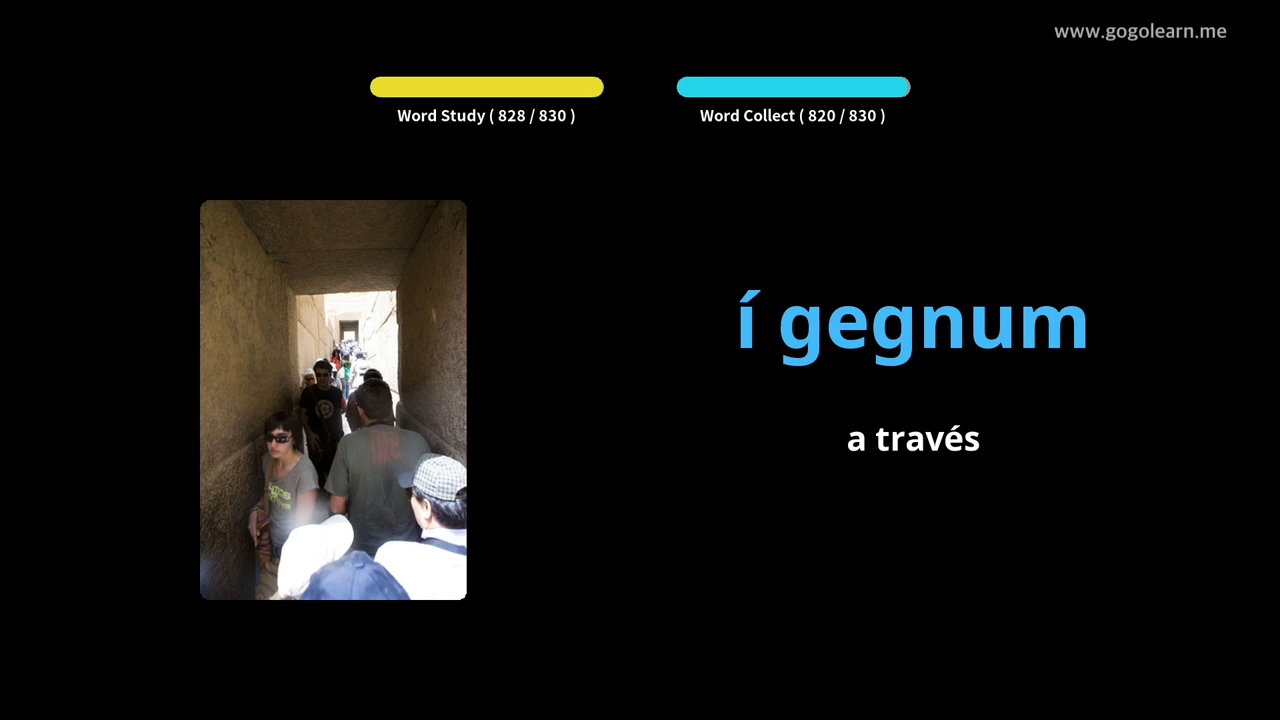 www.gogolearn.me
Word Study ( 828 / 830 )
Word Collect ( 820 / 830 )
í gegnum
a través